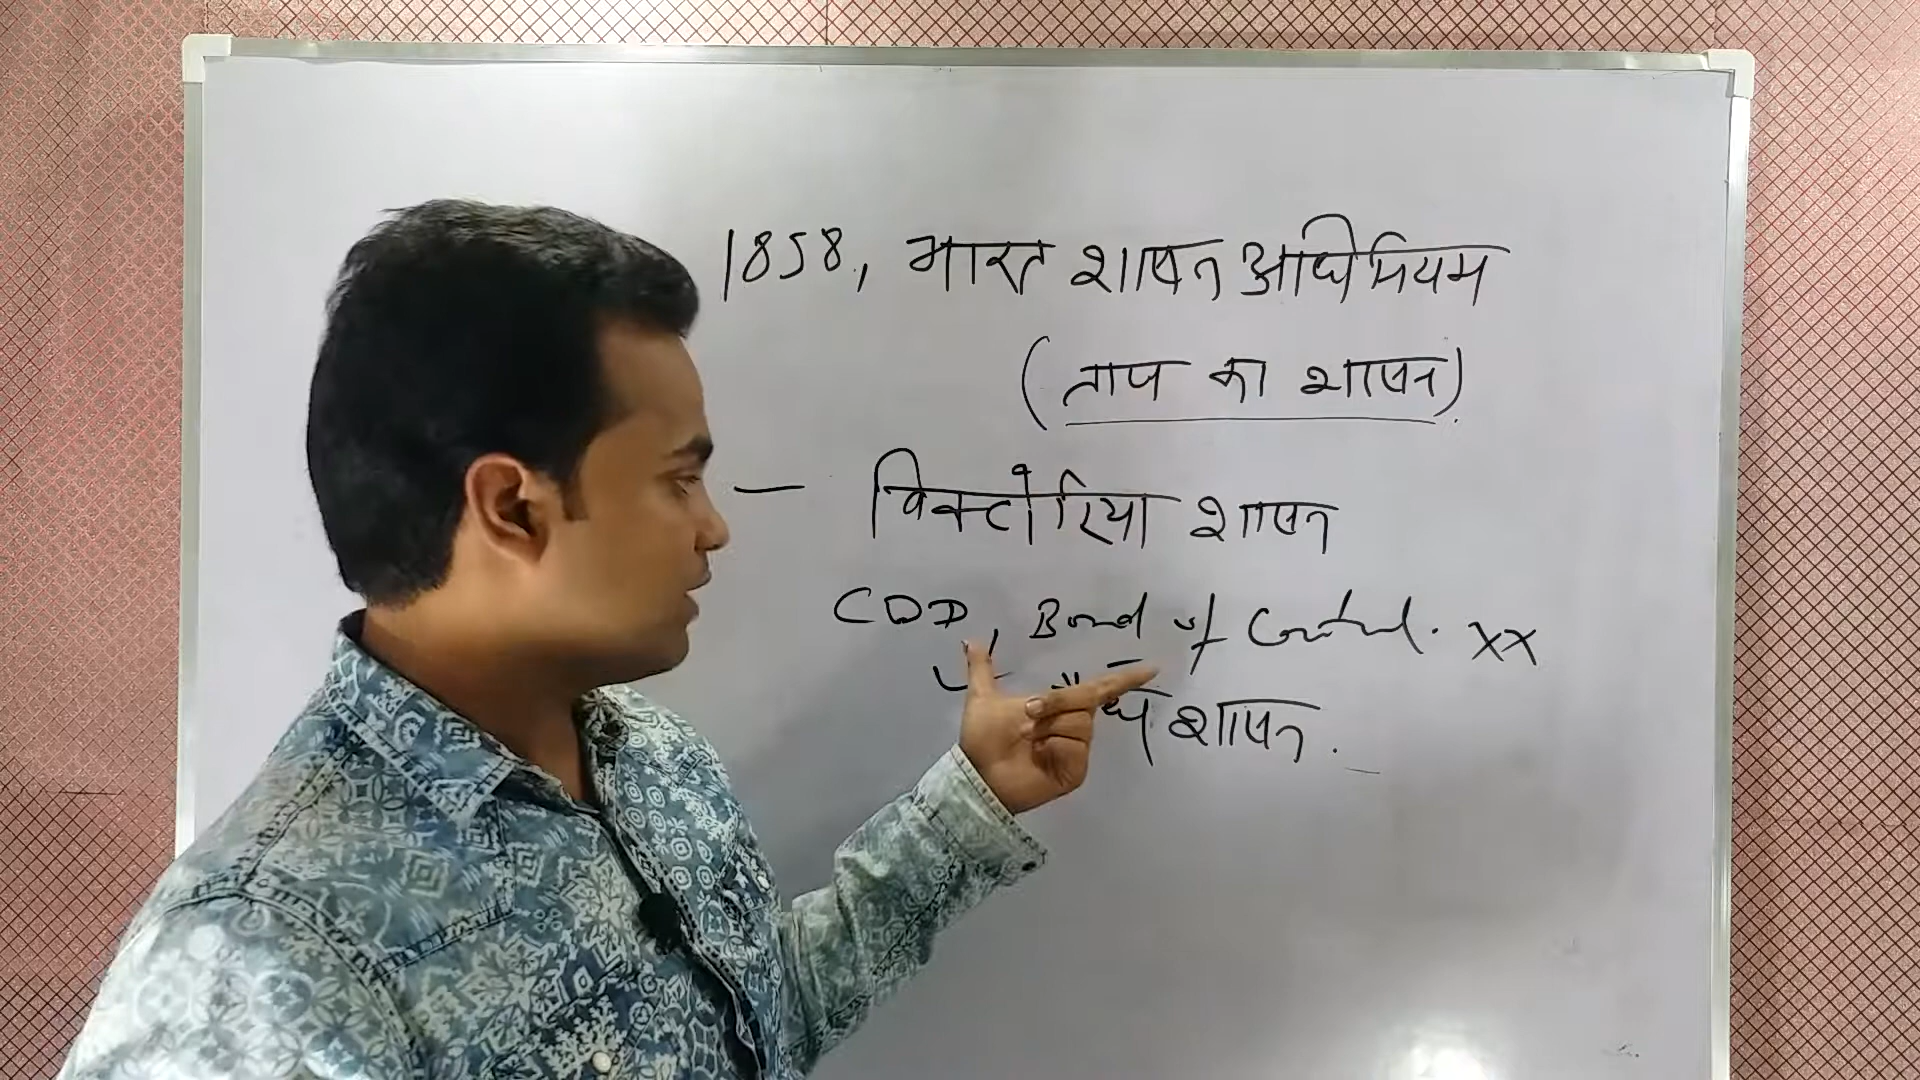 1858, भारत शासन अधिनियम
(ताज का शासन)
— विक्टोरिया शासन
COD, Board of Control. xx
शासन.